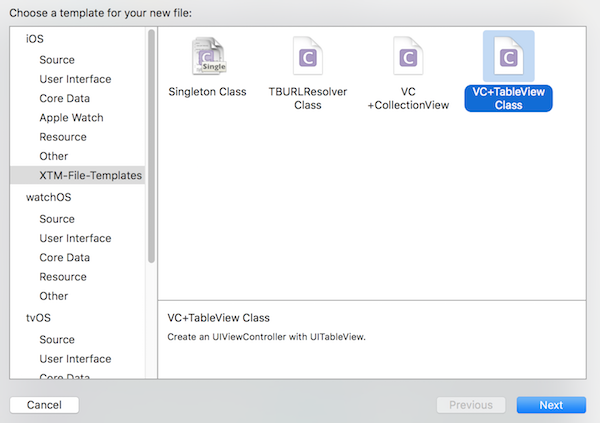 Choose a template for your new file:
iOS
Source
User Interface
Core Data
Apple Watch
Resource
Other
XTM-File-Templates
watchOS
Source
User Interface
Core Data
Resource
Other
tvOS
Source
User Interface
Core Data
Single
C
C
C
Singleton Class
TBURLResolver
Class
VC
+CollectionView
VC+TableView
Class
VC+TableView Class
Create an UIViewController with UITableView.
Cancel
Previous
Next